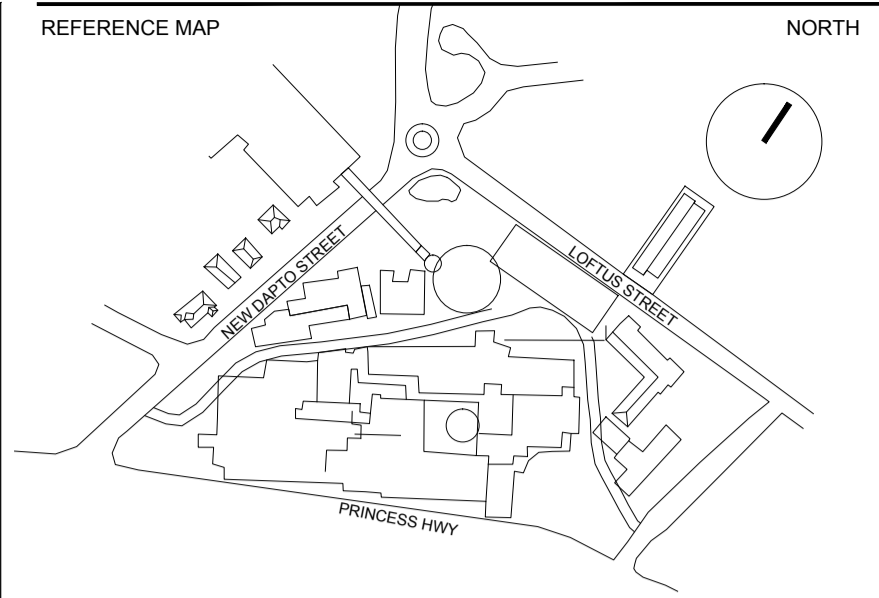 REFERENCE MAP
NORTH
NEW DAPTO STREET
LOFTUS STREET
PRINCESS HWY